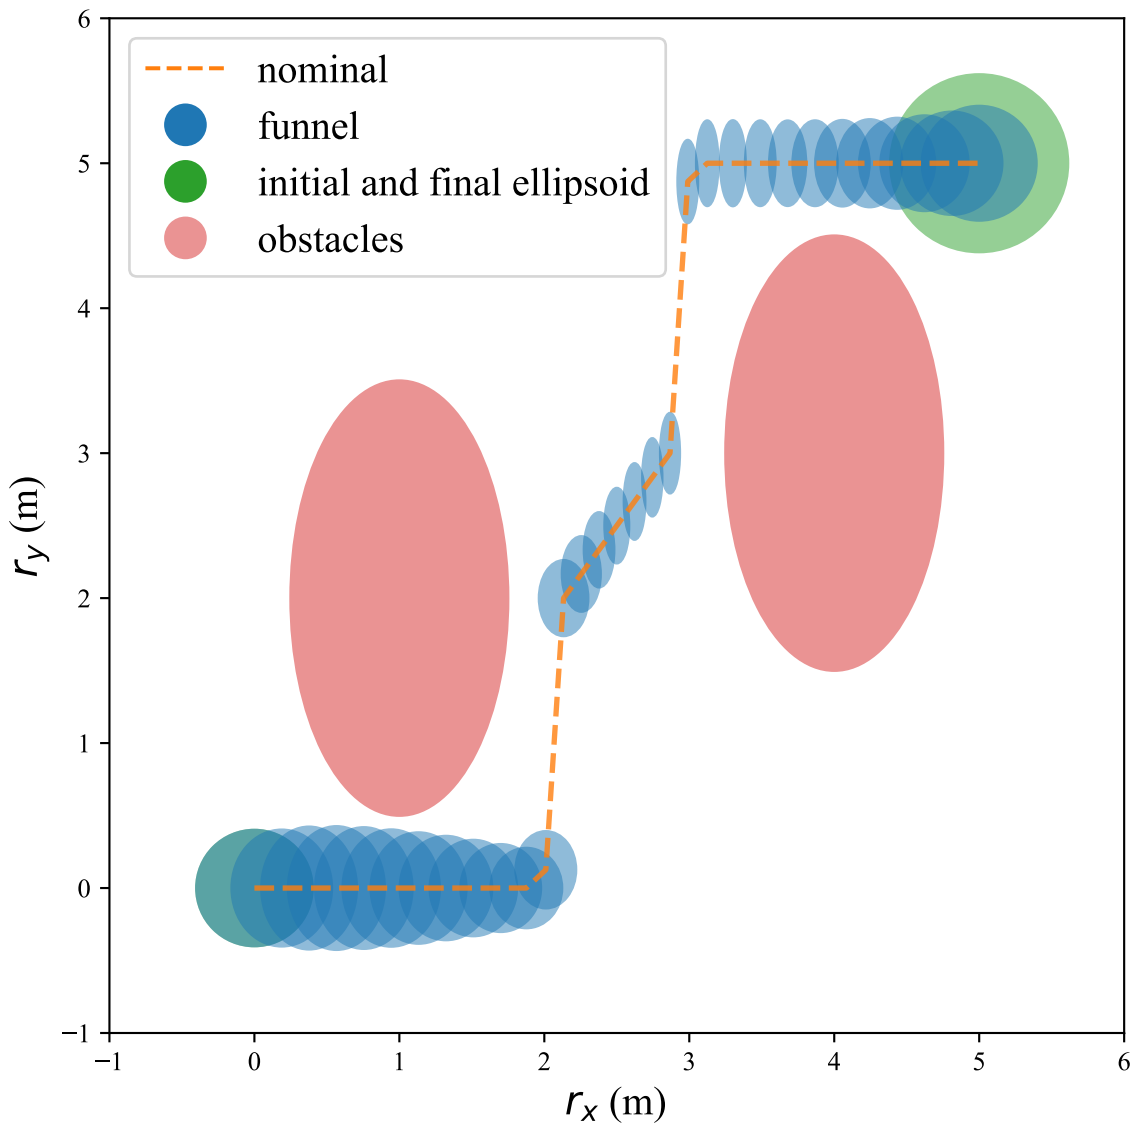 6
5
4
3
2
1
0
−1
r_y (m)
nominal
funnel
initial and final ellipsoid
obstacles
−1 0 1 2 3 4 5 6
r_x (m)